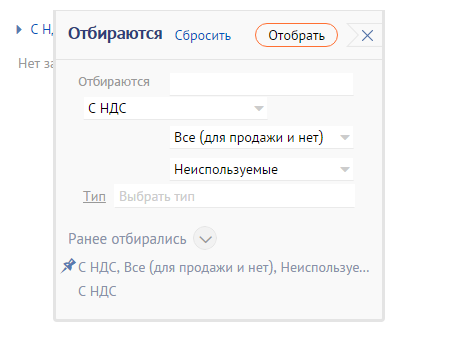 С Н
Отбираются Сбросить Отобрать
Нет за
Отбираются
С НДС
Все (для продажи и нет)
Неиспользуемые
Тип Выбрать тип
Ранее отбирались
С НДС, Все (для продажи и нет), Неиспользуе...
С НДС